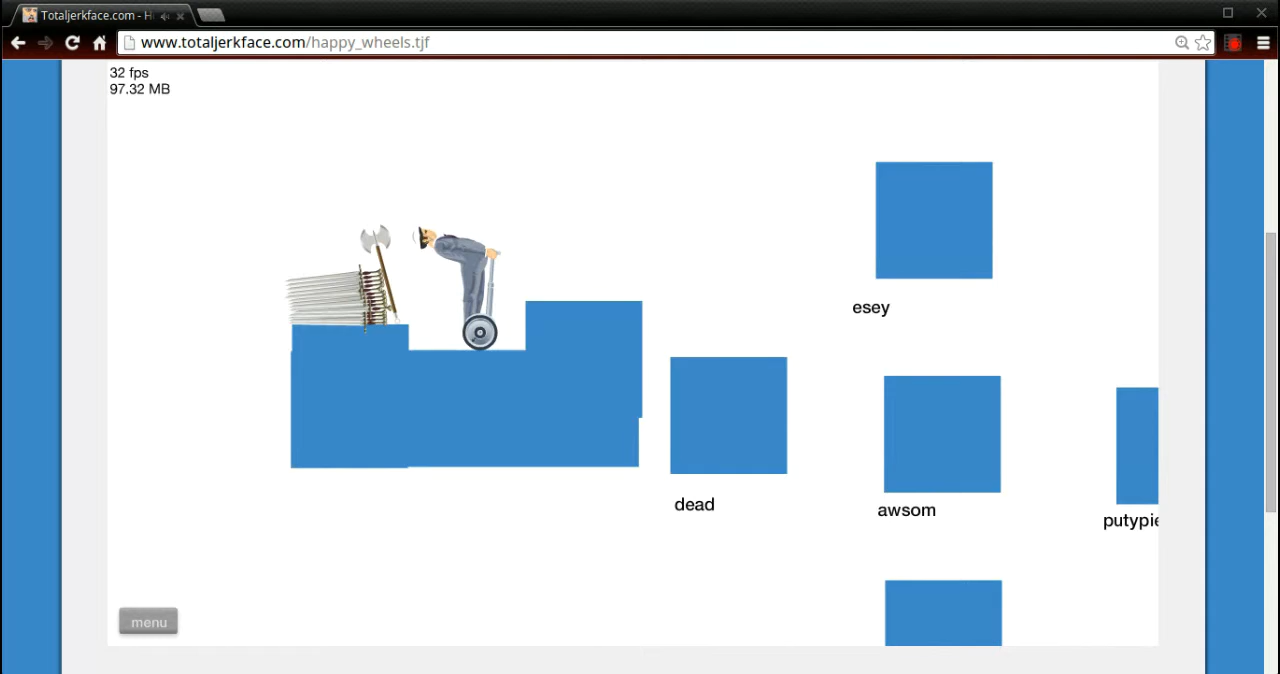 Totaljerkface.com - H
www.totaljerkface.com/happy_wheels.tjf
32 fps
97.32 MB
esey
dead
awsom
putypie
menu